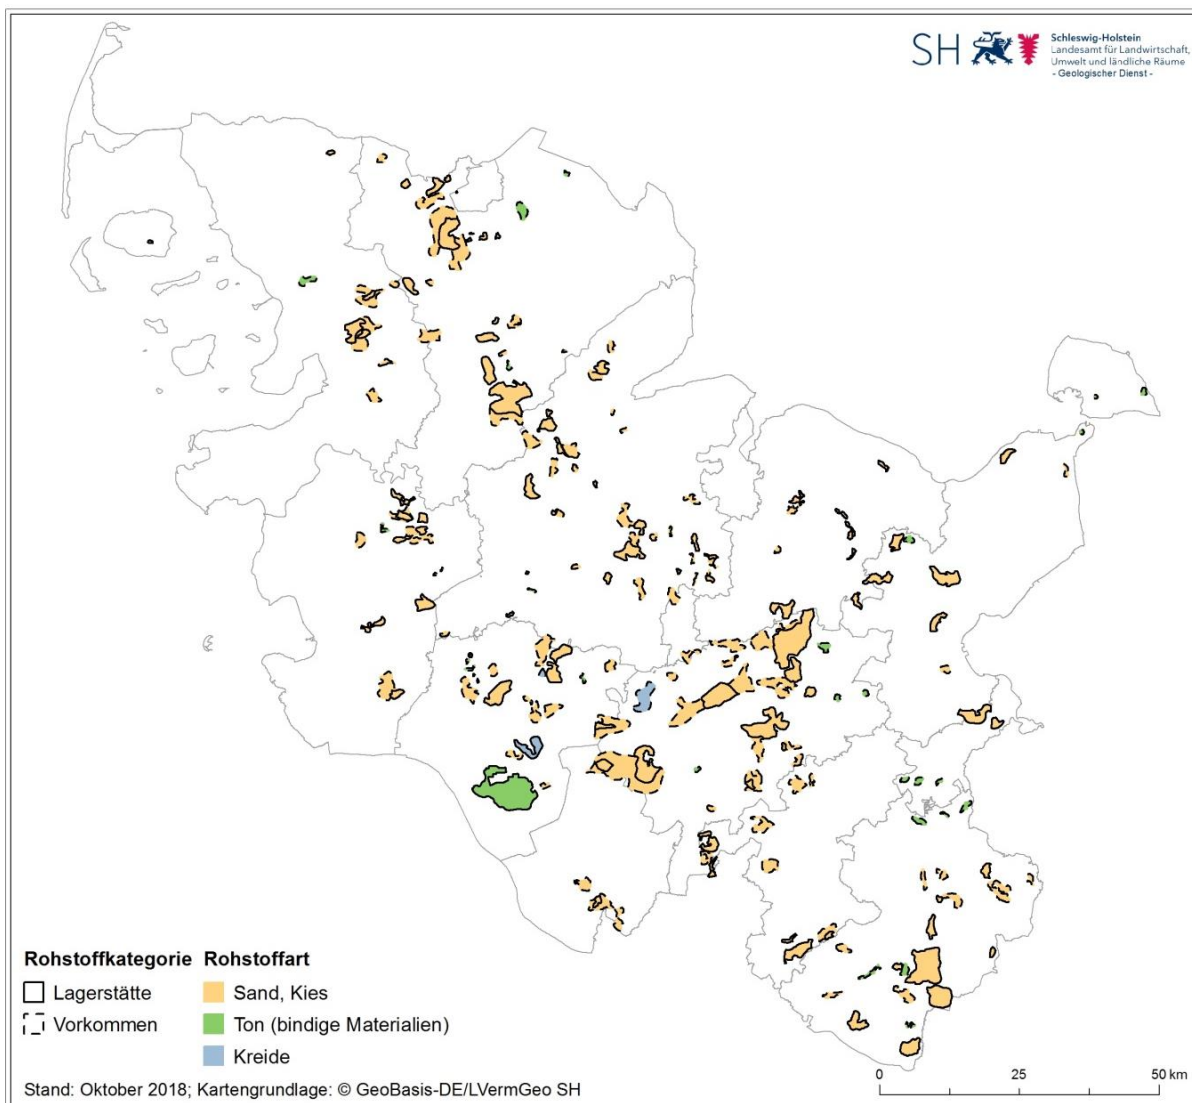 SH
Schleswig-Holstein
Landesamt für Landwirtschaft,
Umwelt und ländliche Räume
- Geologischer Dienst -
Rohstoffkategorie Rohstoffart
Lagerstätte Sand, Kies
Vorkommen Ton (bindige Materialien)
Kreide
Stand: Oktober 2018; Kartengrundlage: © GeoBasis-DE/LVermGeo SH
0 25 50 km